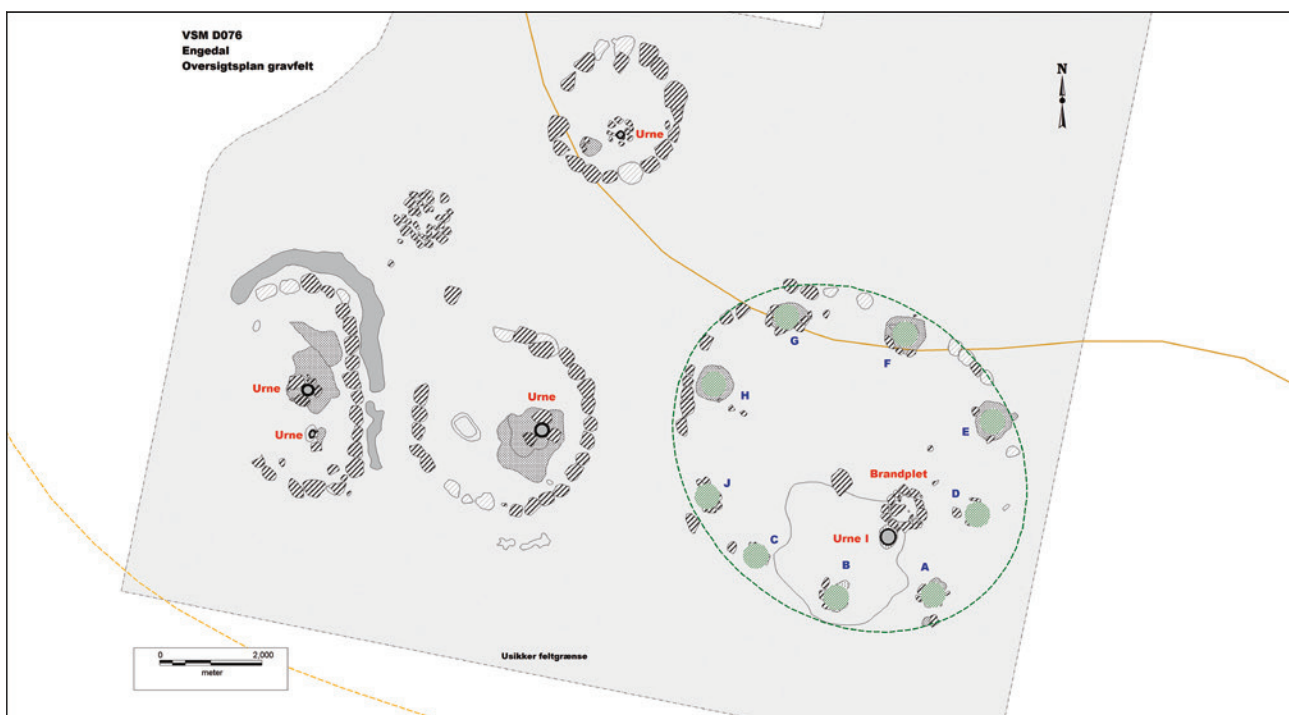 VSM D076
Engedal
Oversigtsplan gravfelt
N
Urne
G
F
Urne
H
Urne
Urne
E
Brandplet
J
D
Urne I
C
B
A
Usikker feltgrænse
0 2,000
meter